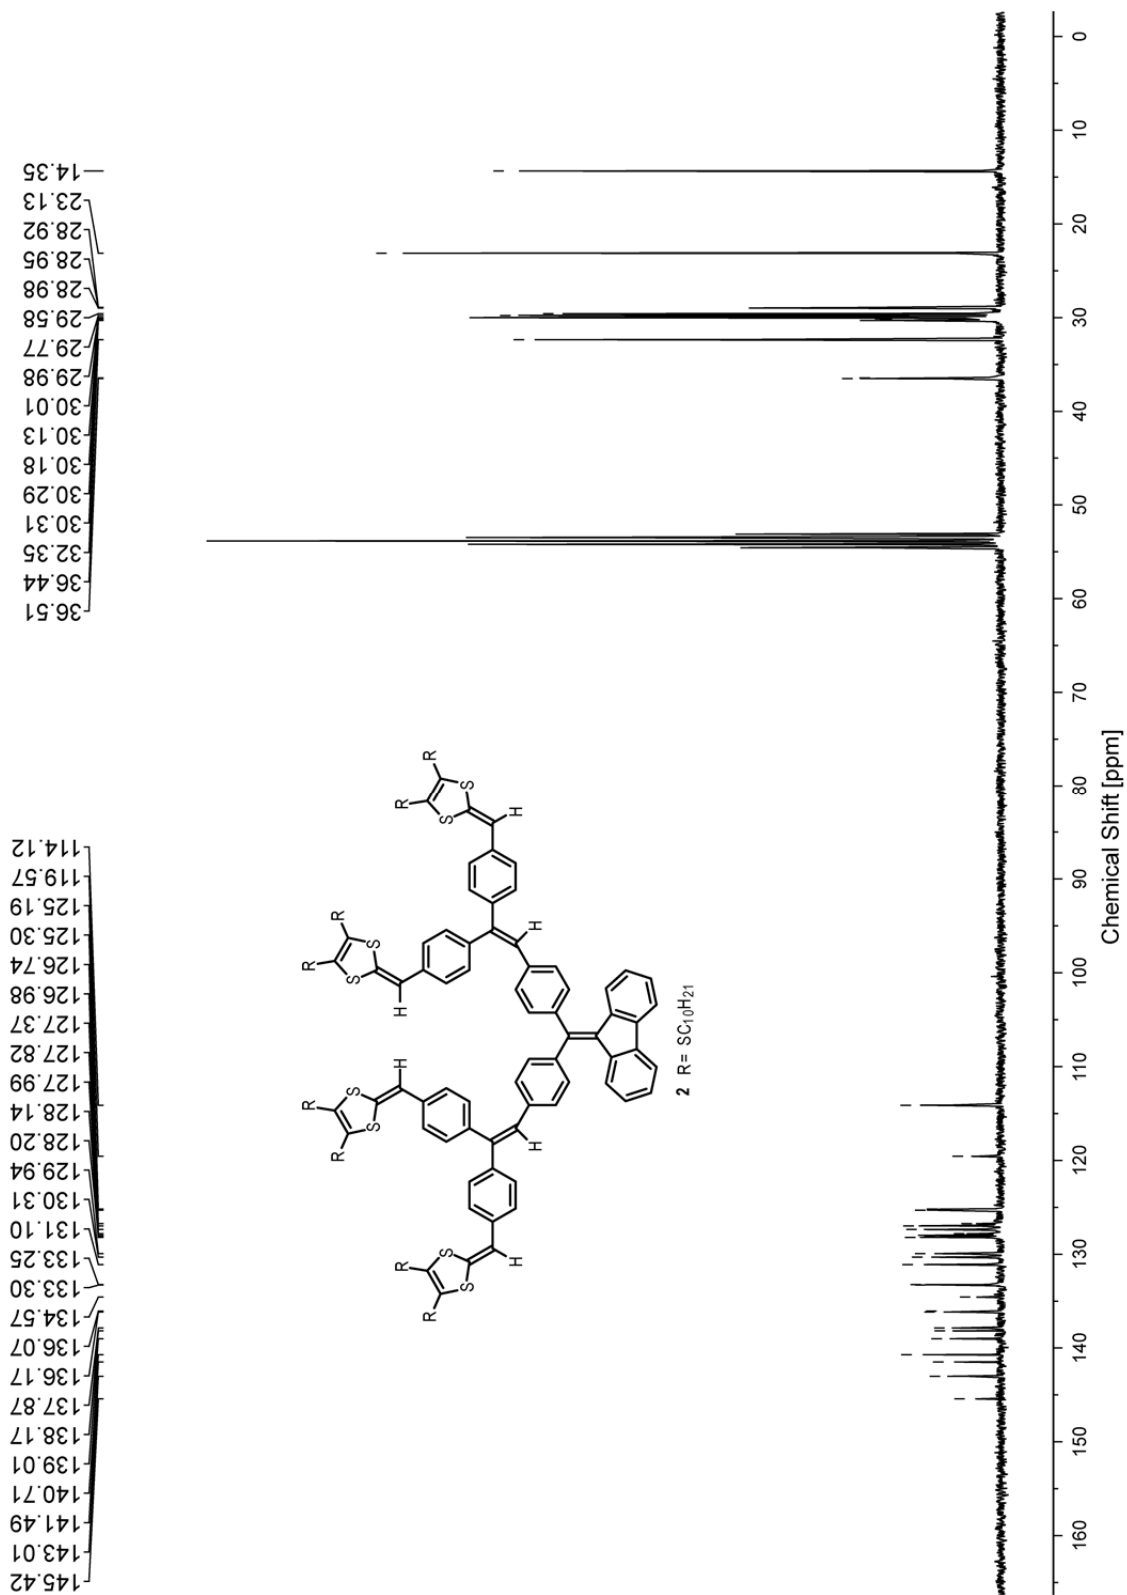 14.35
23.13
28.92
28.95
28.98
29.58
29.77
29.98
30.01
30.13
30.18
30.29
30.31
32.35
36.44
36.51
114.12
119.57
125.19
125.30
126.74
126.98
127.37
127.82
127.99
128.14
128.20
129.94
130.31
131.10
133.25
133.30
134.57
136.07
136.17
137.87
138.17
139.01
140.71
141.49
143.01
145.42
R
R
S
S
H
R
R
S
S
H
H
R
R
S
S
H
H
R
R
S
S
H
2 R= SC10H21
0
10
20
30
40
50
60
70
80
90
100
110
120
130
140
150
160
Chemical Shift [ppm]